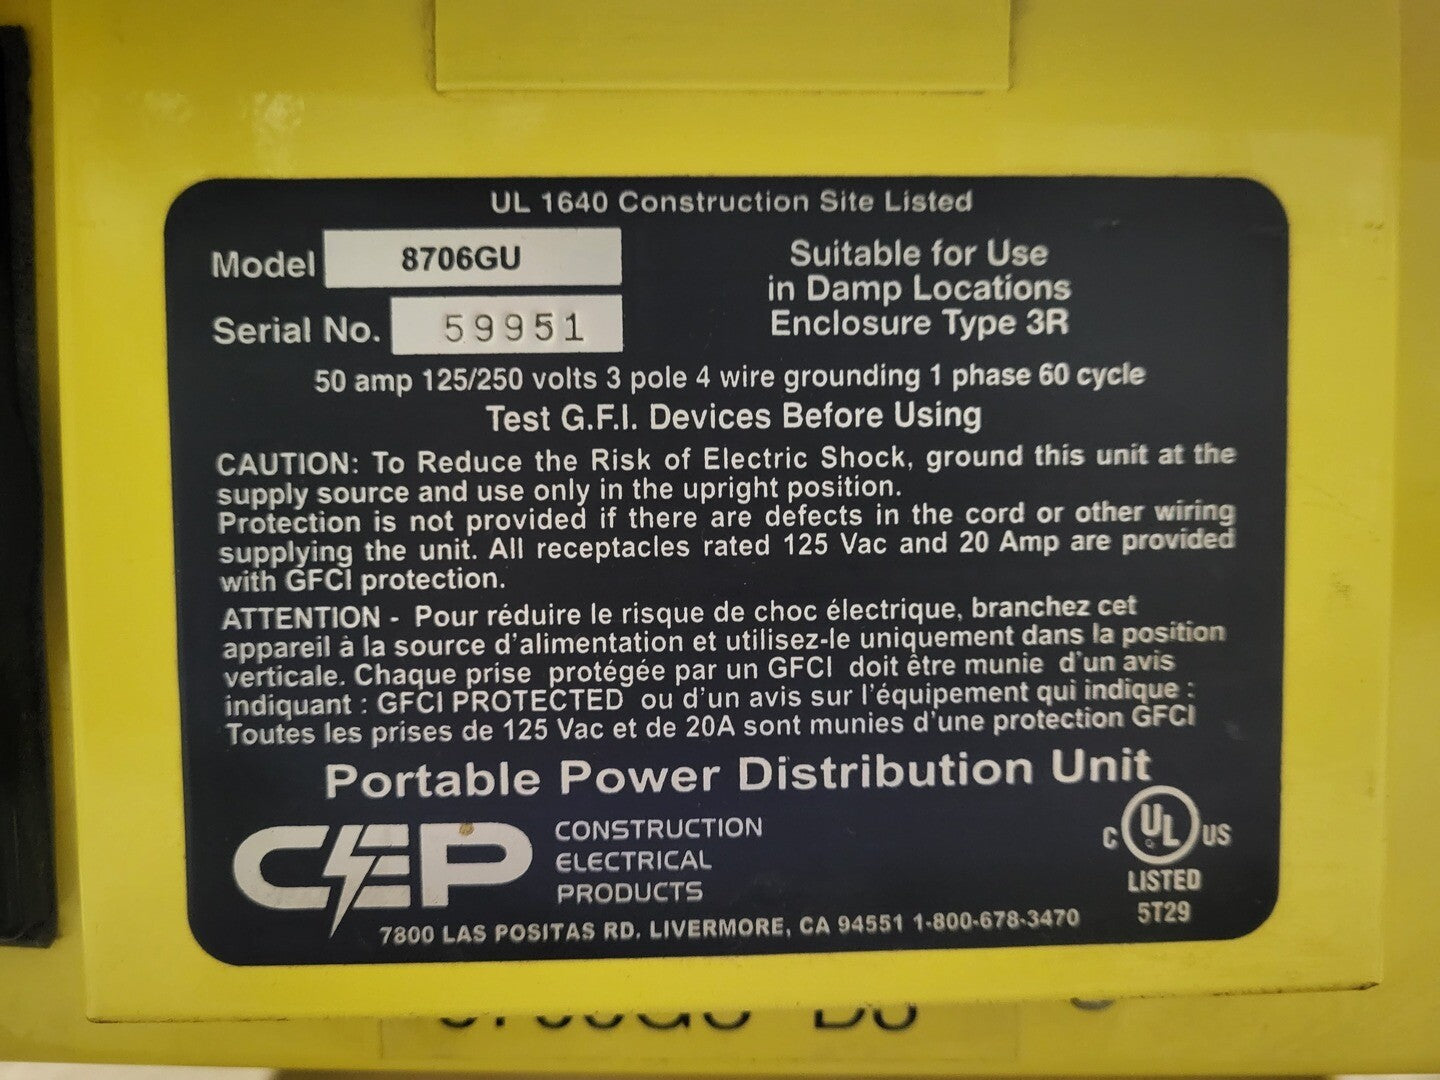 UL 1640 Construction Site Listed
Model 8706GU
Serial No. 59951
Suitable for Use
in Damp Locations
Enclosure Type 3R
50 amp 125/250 volts 3 pole 4 wire grounding 1 phase 60 cycle
Test G.F.I. Devices Before Using
CAUTION: To Reduce the Risk of Electric Shock, ground this unit at the
supply source and use only in the upright position.
Protection is not provided if there are defects in the cord or other wiring
supplying the unit. All receptacles rated 125 Vac and 20 Amp are provided
with GFCI protection.
ATTENTION - Pour réduire le risque de choc électrique, branchez cet
appareil à la source d'alimentation et utilisez-le uniquement dans la position
verticale. Chaque prise protégée par un GFCI doit être munie d'un avis
indiquant : GFCI PROTECTED ou d'un avis sur l'équipement qui indique :
Toutes les prises de 125 Vac et de 20A sont munies d'une protection GFCI
Portable Power Distribution Unit
CEP
CONSTRUCTION
ELECTRICAL
PRODUCTS
7800 LAS POSITAS RD. LIVERMORE, CA 94551 1-800-678-3470
C UL US
LISTED
5T29